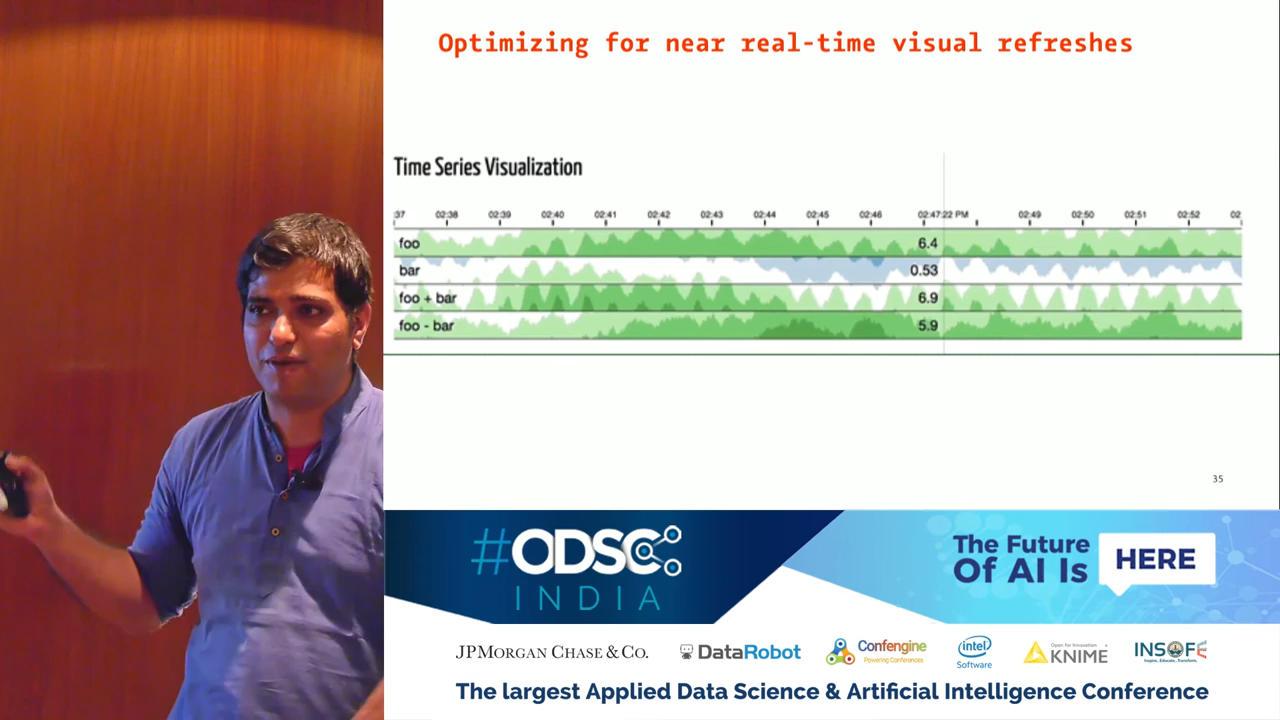 Optimizing for near real-time visual refreshes
Time Series Visualization
:37 02:38 02:39 02:40 02:41 02:42 02:43 02:44 02:45 02:46 02:47:22 PM 02:49 02:50 02:51 02:52 02
foo 6.4
bar 0.53
foo + bar 6.9
foo - bar 5.9
35
#ODSC
INDIA
The Future
Of AI Is HERE
JPMORGAN CHASE & CO. DataRobot Confengine
Powering Conferences
intel
Software
Open for Innovation
KNIME
INSOFE
Inspire...Educate...Transform.
The largest Applied Data Science & Artificial Intelligence Conference